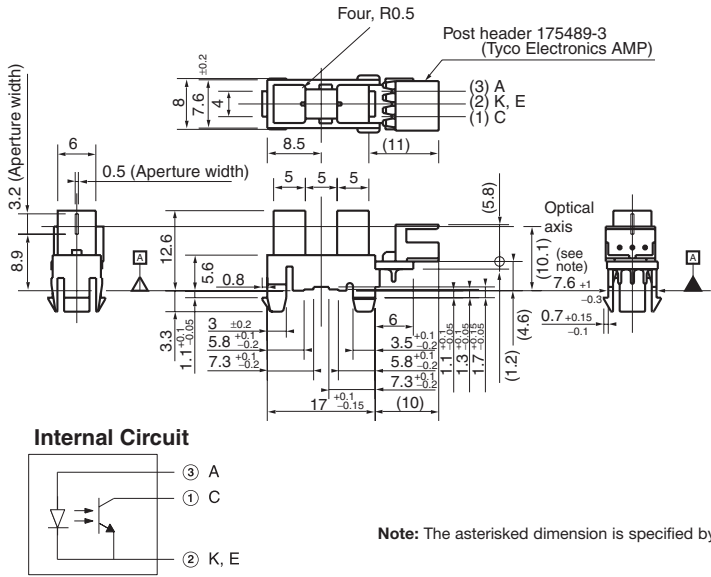 Four, R0.5
Post header 175489-3
(Tyco Electronics AMP)
(3) A
(2) K, E
(1) C
8
7.6 ±0.2
4
8.5
(11)
3.2 (Aperture width)
6
0.5 (Aperture width)
8.9
A
5 5 5
12.6
5.6
0.8
3.3
1.1 +0.1 −0.05
3 ±0.2
5.8 +0.1 −0.2
7.3 +0.1 −0.2
17 +0.1 −0.15
6
3.5 +0.1 −0.2
5.8 +0.1 −0.2
7.3 +0.1 −0.2
(10)
1.1 +0.1 −0.05
1.3 +0.1 −0.05
1.7 +0.15 −0.05
(1.2)
(4.6)
(5.8)
Optical
axis
(10.1)
(see
note)
7.6 +1 −0.3
0.7 +0.15 −0.1
A
Internal Circuit
③ A
① C
② K, E
Note: The asterisked dimension is specified by